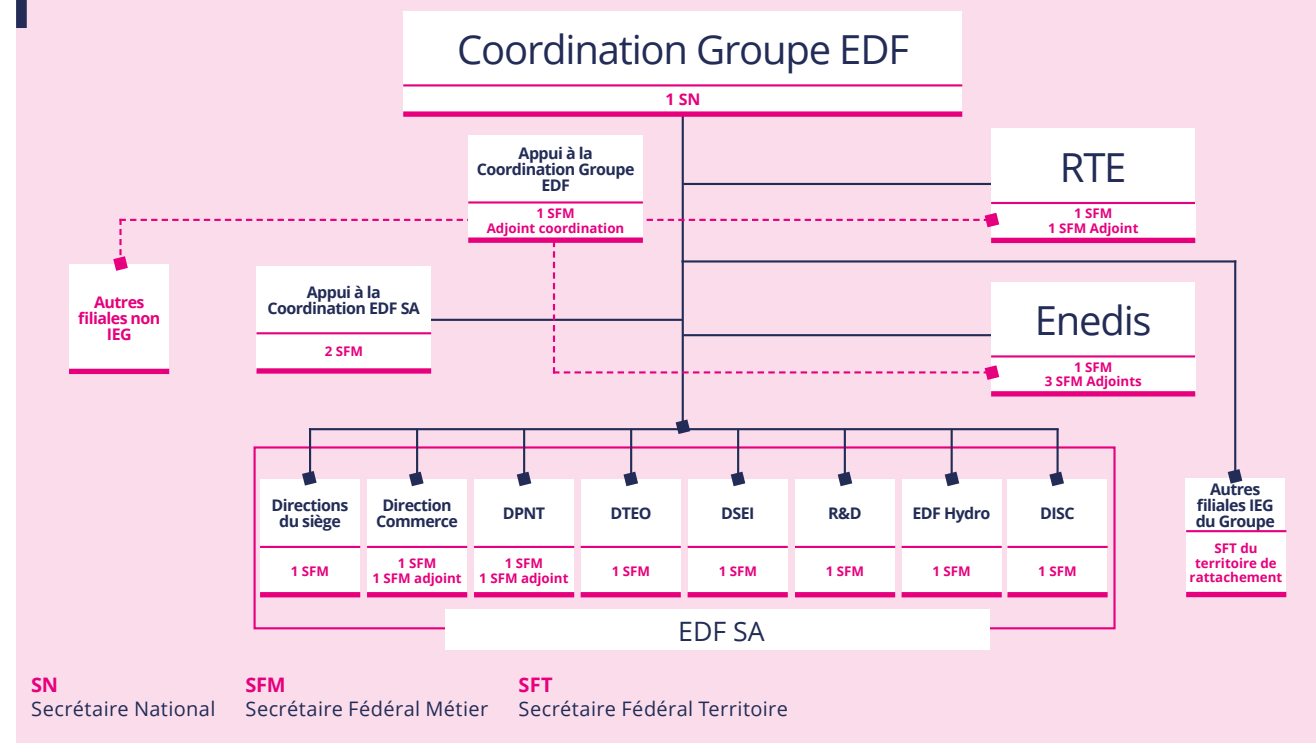 Coordination Groupe EDF
1 SN
Appui à la
Coordination Groupe
EDF
1 SFM
Adjoint coordination
RTE
1 SFM
1 SFM Adjoint
Autres
filiales non
IEG
Appui à la
Coordination EDF SA
2 SFM
Enedis
1 SFM
3 SFM Adjoints
Directions
du siège
1 SFM
Direction
Commerce
1 SFM
1 SFM adjoint
DPNT
1 SFM
1 SFM adjoint
DTEO
1 SFM
DSEI
1 SFM
R&D
1 SFM
EDF Hydro
1 SFM
DISC
1 SFM
Autres
filiales IEG
du Groupe
SFT du
territoire de
rattachement
EDF SA
SN
Secrétaire National
SFM
Secrétaire Fédéral Métier
SFT
Secrétaire Fédéral Territoire